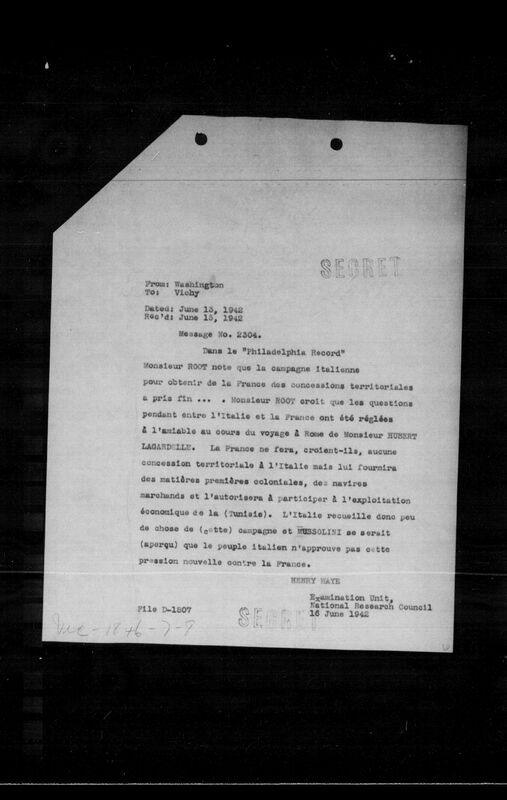 SECRET
From: Washington
To: Vichy
Dated: June 13, 1942
Rec'd: June 15, 1942
Message No. 2304.
Dans le "Philadelphia Record"
Monsieur ROOT note que la campagne italienne
pour obtenir de la France des concessions territoriales
a pris fin ... . Monsieur ROOT croit que les questions
pendant entre l'Italie et la France ont été réglées
à l'amiable au cours du voyage à Rome de Monsieur HUBERT
LAGARDELLE. La France ne fera, croient-ils, aucune
concession territoriale à l'Italie mais lui fournira
des matières premières coloniales, des navires
marchands et l'autorisera à participer à l'exploitation
économique de la (Tunisie). L'Italie recueille donc peu
de chose de (cette) campagne et MUSSOLINI se serait
(aperçu) que le peuple italien n'approuve pas cette
pression nouvelle contre la France.
HENRY HAYE
Examination Unit,
National Research Council
16 June 1942
File D-1807
SECRET